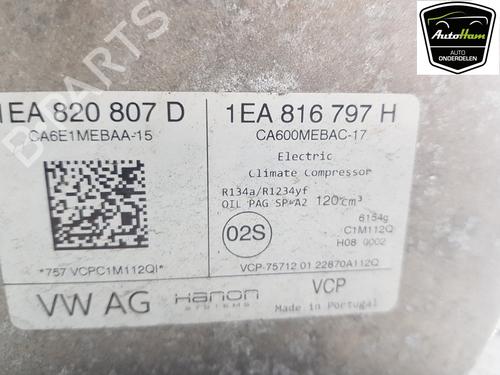 AutoHam
AUTO
ONDERDELEN
BPARTS
1EA 820 807 D
CA6E1MEBAA-15
*757 VCPC1M112QI*
VW AG
Hanon
SYSTEMS
1EA 816 797 H
CA600MEBAC-17
Electric
Climate Compressor
R134a/R1234yf
OIL PAG SP-A2 120cm³
6154g
C1M112Q
H08 0002
02S
VCP-75712 01 22870A112Q
VCP
Made in Portugal